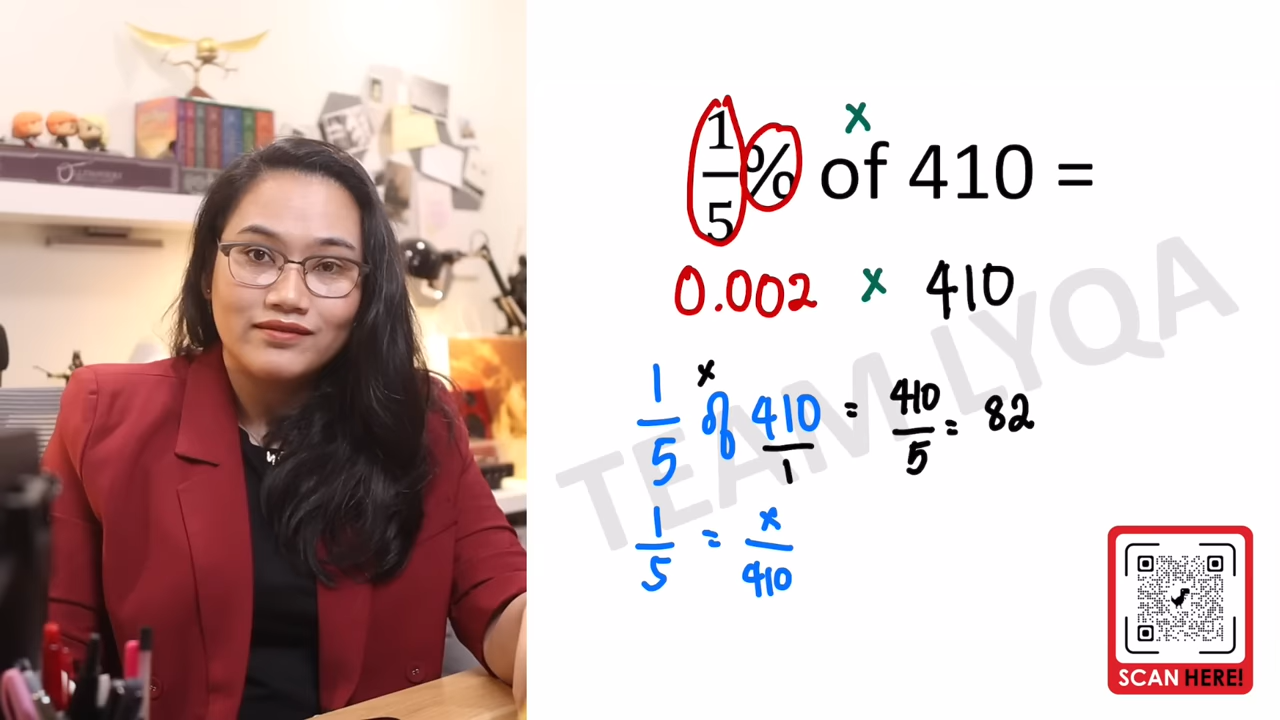 x
1/5 % of 410 =
0.002 x 410
x
1/5 of 410/1 = 410/5 = 82
1/5 = x/410
TEAM LYQA
SCAN HERE!